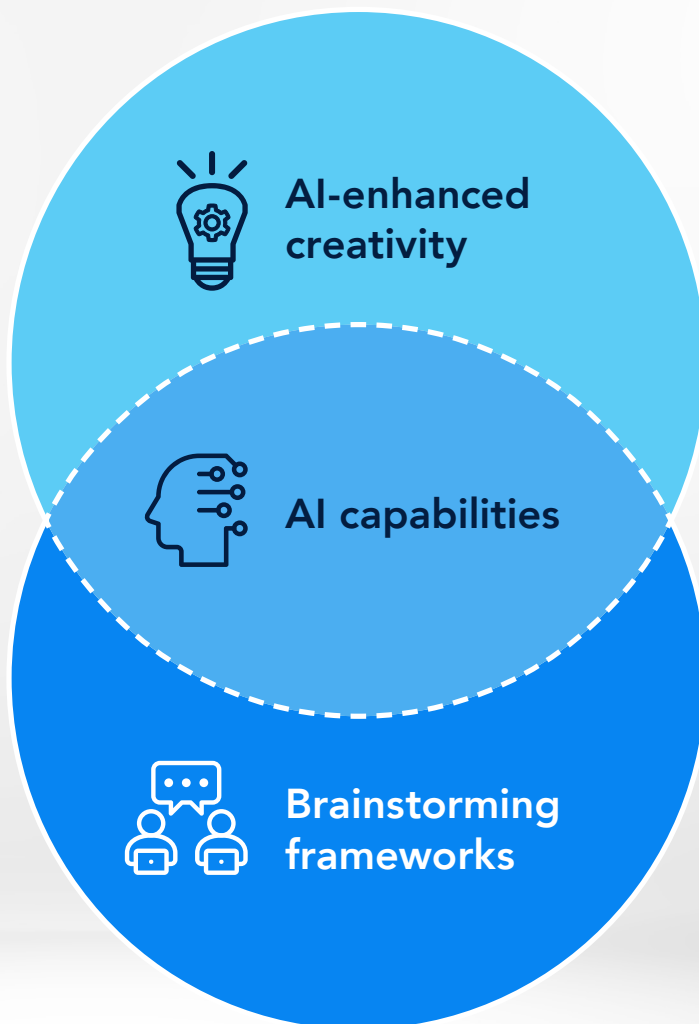 AI-enhanced
creativity
AI capabilities
Brainstorming
frameworks